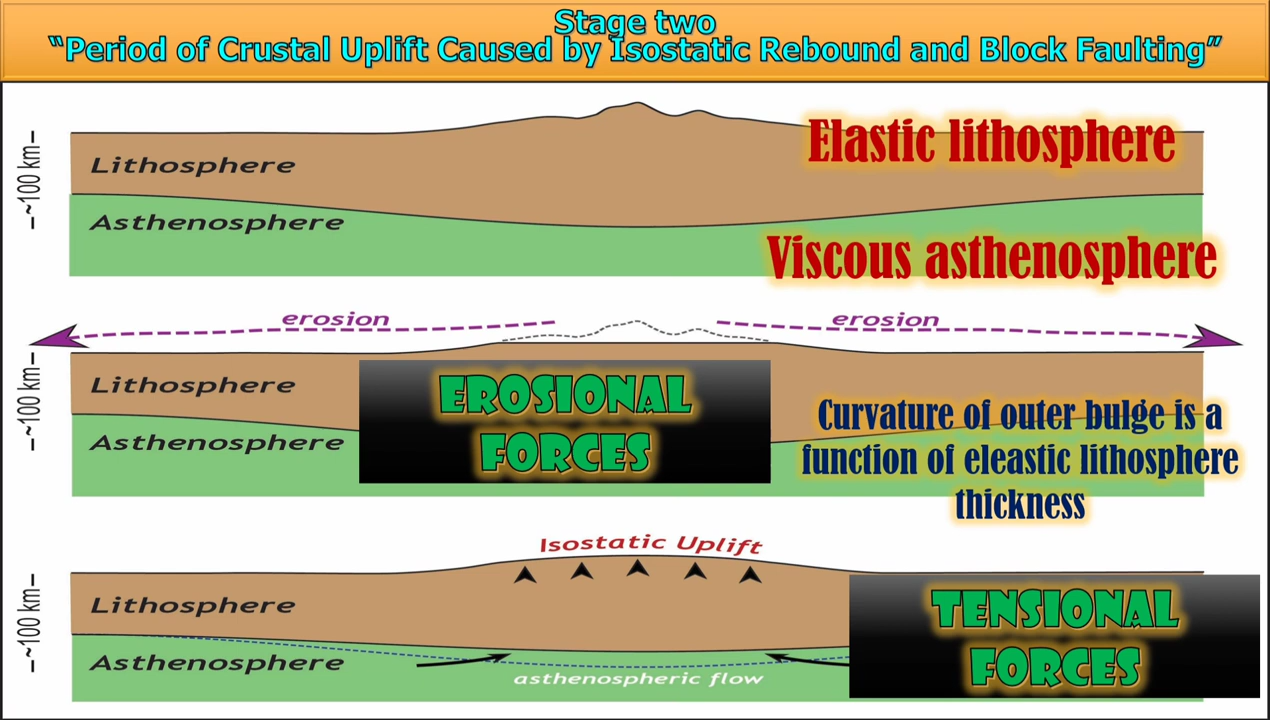 Stage two
“Period of Crustal Uplift Caused by Isostatic Rebound and Block Faulting”
Elastic lithosphere
Lithosphere
–~100 km–
Asthenosphere
Viscous asthenosphere
erosion
erosion
Lithosphere
–~100 km–
Asthenosphere
EROSIONAL
FORCES
Curvature of outer bulge is a
function of eleastic lithosphere
thickness
Isostatic Uplift
Lithosphere
–~100 km–
Asthenosphere
asthenospheric flow
TENSIONAL
FORCES